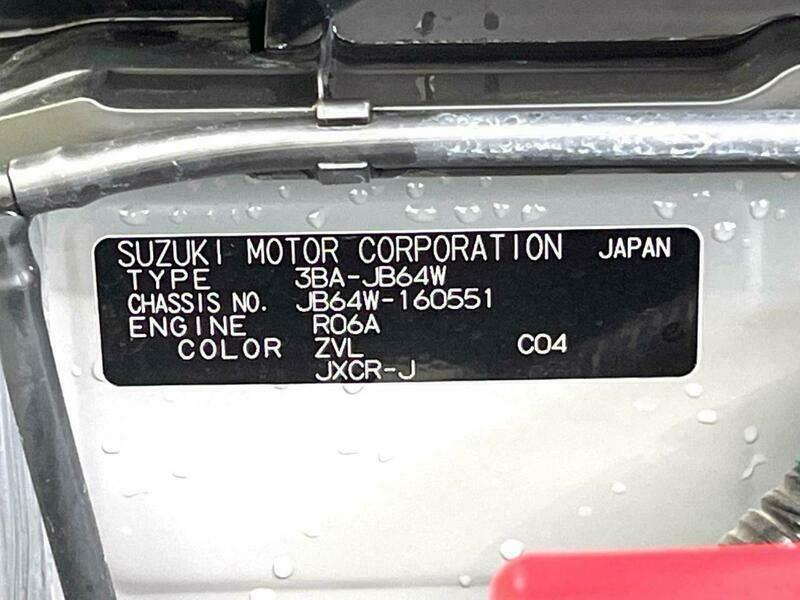 SUZUKI MOTOR CORPORATION JAPAN
TYPE 3BA-JB64W
CHASSIS NO. JB64W-160551
ENGINE R06A
COLOR ZVL C04
JXCR-J